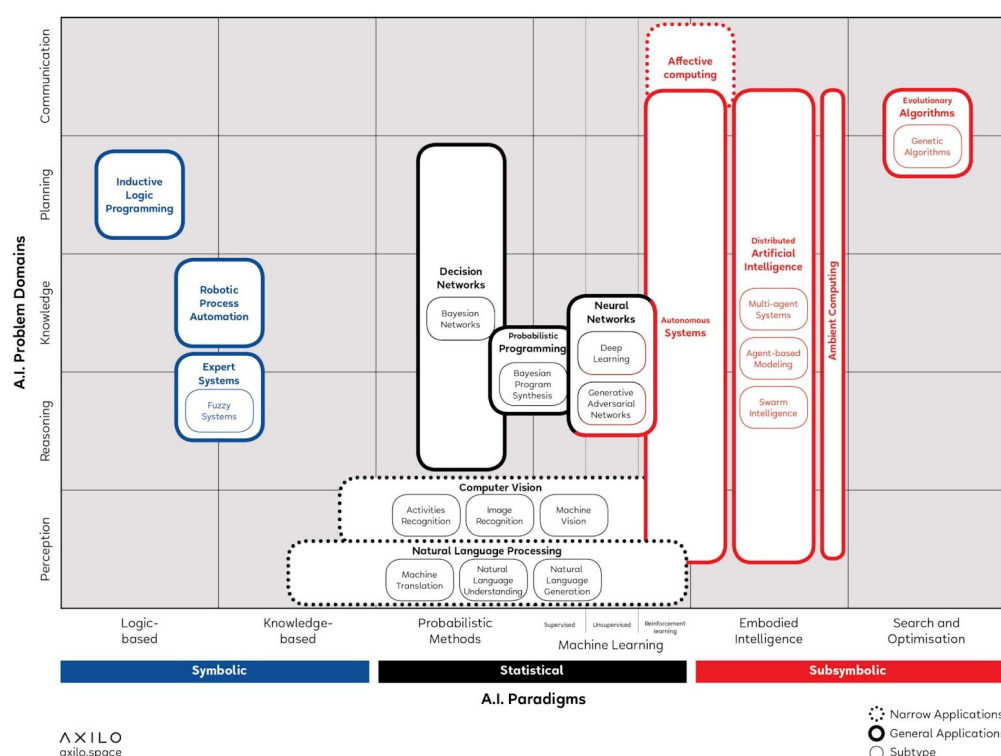 A.I. Problem Domains
Communication
Planning
Knowledge
Reasoning
Perception
Affective
computing
Evolutionary
Algorithms
Genetic
Algorithms
Inductive
Logic
Programming
Robotic
Process
Automation
Expert
Systems
Fuzzy
Systems
Decision
Networks
Bayesian
Networks
Probabilistic
Programming
Bayesian
Program
Synthesis
Neural
Networks
Deep
Learning
Generative
Adversarial
Networks
Autonomous
Systems
Distributed
Artificial
Intelligence
Multi-agent
Systems
Agent-based
Modeling
Swarm
Intelligence
Ambient Computing
Computer Vision
Activities
Recognition
Image
Recognition
Machine
Vision
Natural Language Processing
Machine
Translation
Natural
Language
Understanding
Natural
Language
Generation
Logic-
based
Knowledge-
based
Probabilistic
Methods
Supervised
Unsupervised
Reinforcement
learning
Machine Learning
Embodied
Intelligence
Search and
Optimisation
Symbolic
Statistical
Subsymbolic
A.I. Paradigms
AXILO
axilo.space
Narrow Applications
General Application
Subtype